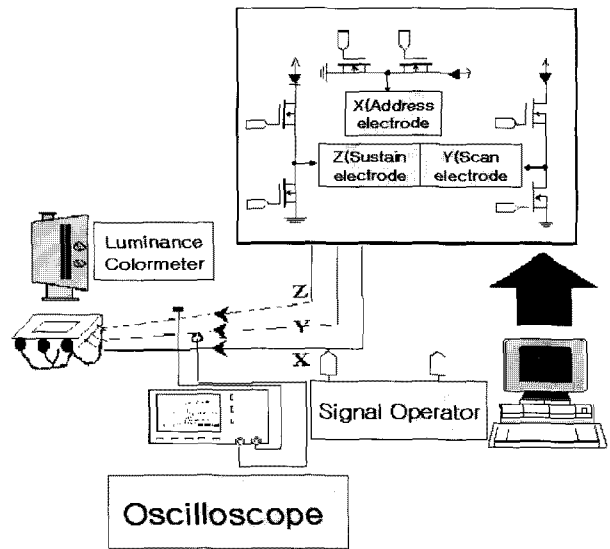 X(Address
electrode
Z(Sustain
electrode
Y(Scan
electrode
Luminance
Colormeter
Z
Y
X
Signal Operator
Oscilloscope